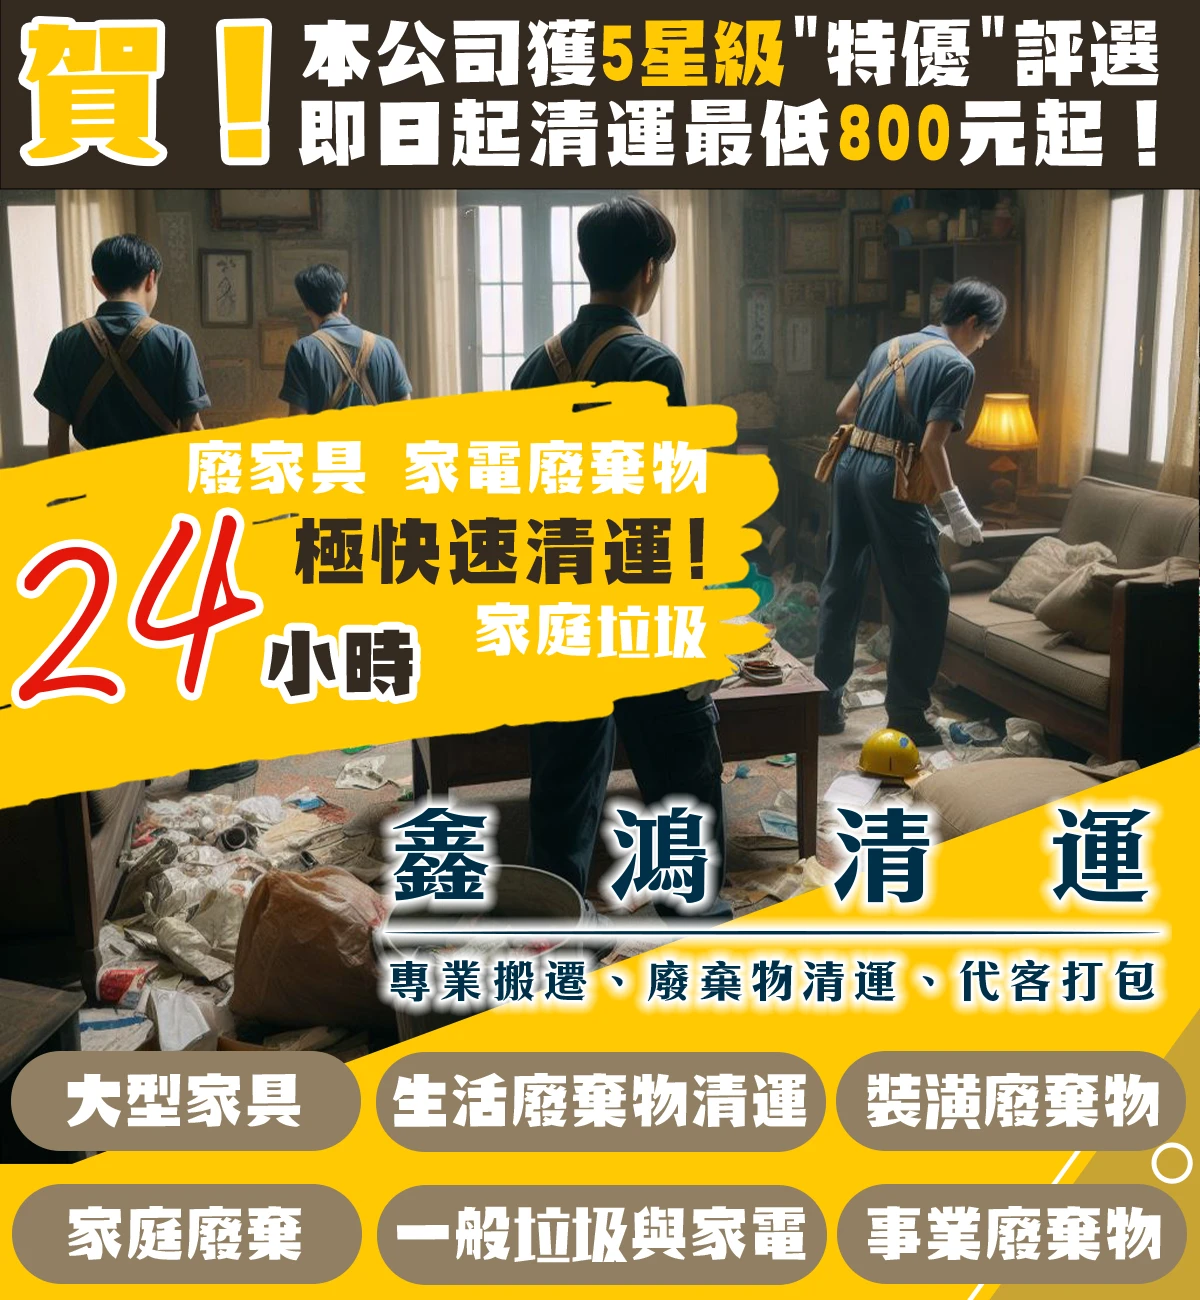 賀！
本公司獲5星級"特優"評選
即日起清運最低800元起！
廢家具 家電廢棄物
極快速清運!
24小時
家庭垃圾
鑫鴻清運
專業搬遷、廢棄物清運、代客打包
大型家具
生活廢棄物清運
裝潢廢棄物
家庭廢棄
一般垃圾與家電
事業廢棄物